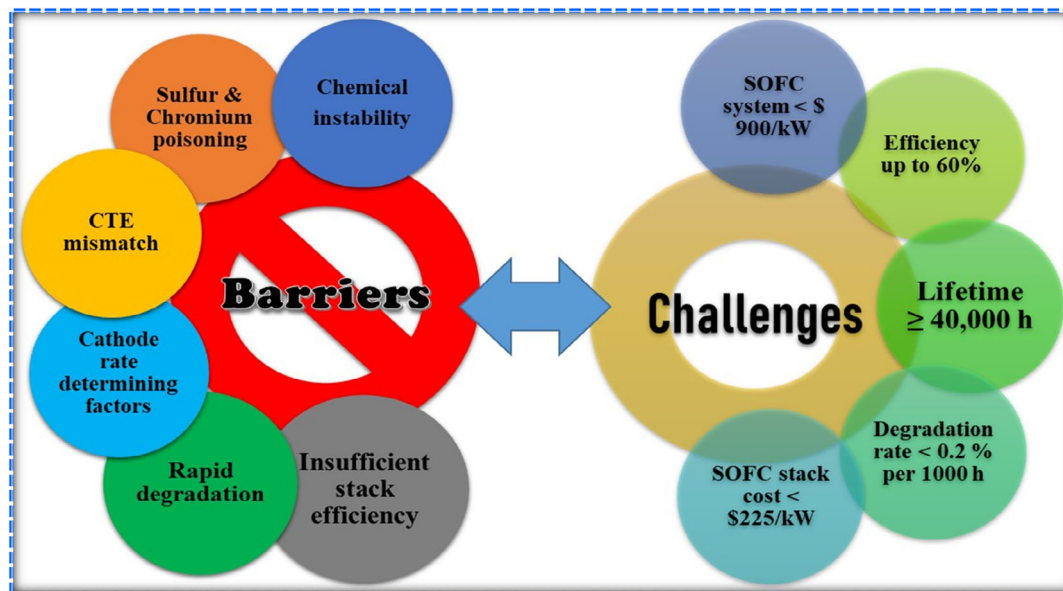 Sulfur &
Chromium
poisoning
Chemical
instability
CTE
mismatch
Barriers
Cathode
rate
determining
factors
Rapid
degradation
Insufficient
stack
efficiency
SOFC
system < $
900/kW
Efficiency
up to 60%
Lifetime
≥ 40,000 h
Challenges
Degradation
rate < 0.2 %
per 1000 h
SOFC stack
cost <
$225/kW